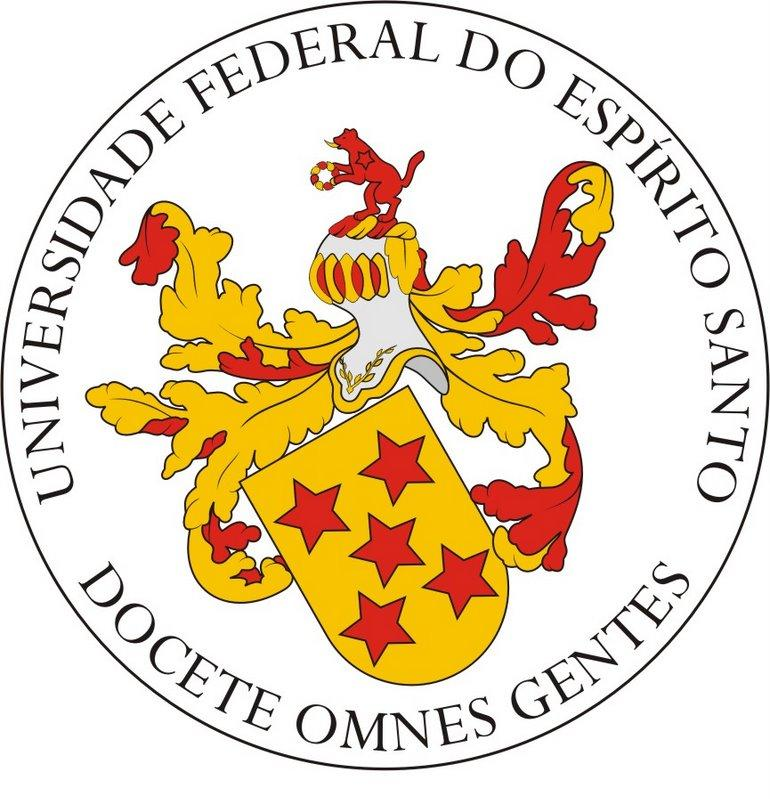 UNIVERSIDADE FEDERAL DO ESPÍRITO SANTO
DOCETE OMNES GENTES